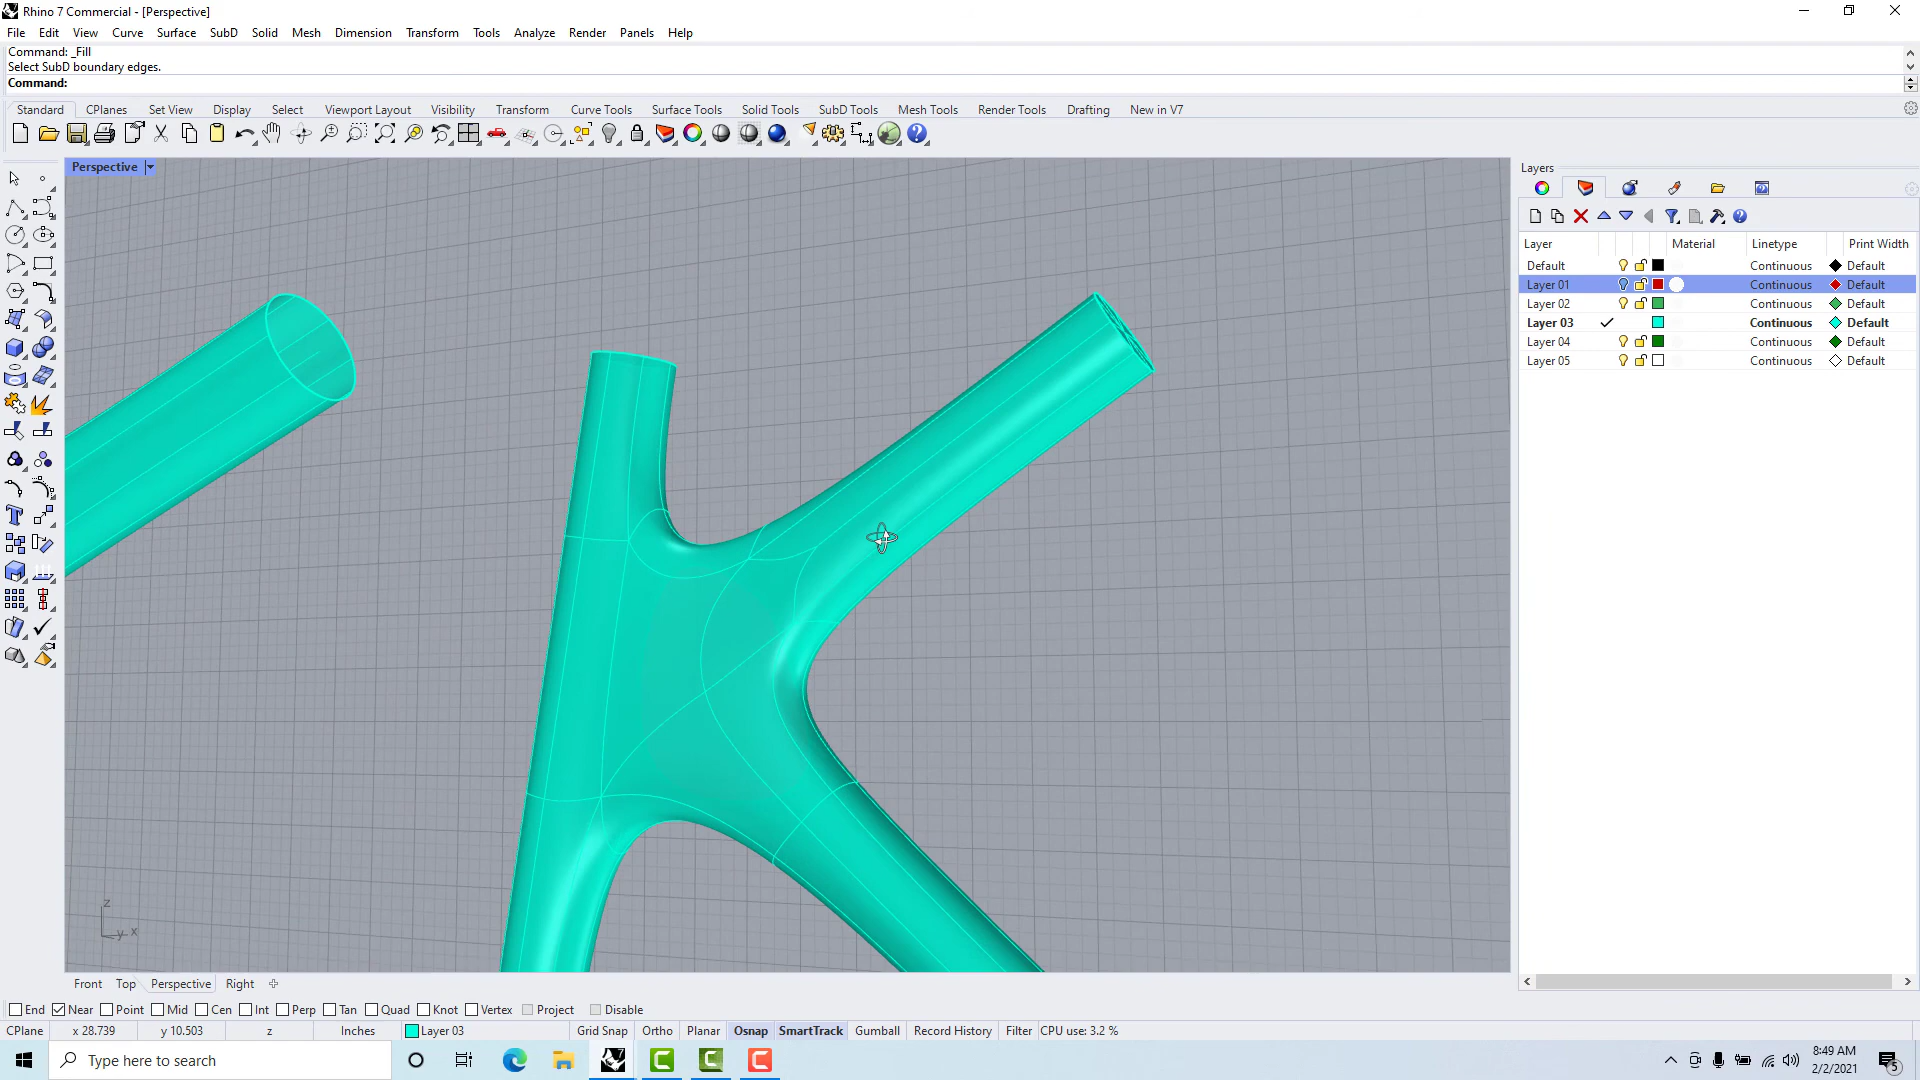 Rhino 7 Commercial - [Perspective]
File Edit View Curve Surface SubD Solid Mesh Dimension Transform Tools Analyze Render Panels Help
Command: _Fill
Select SubD boundary edges.
Command:
Standard CPlanes Set View Display Select Viewport Layout Visibility Transform Curve Tools Surface Tools Solid Tools SubD Tools Mesh Tools Render Tools Drafting New in V7
Perspective
Layers
Layer Material Linetype Print Width
Default Continuous Default
Layer 01 Continuous Default
Layer 02 Continuous Default
Layer 03 Continuous Default
Layer 04 Continuous Default
Layer 05 Continuous Default
z
y x
Front Top Perspective Right
End Near Point Mid Cen Int Perp Tan Quad Knot Vertex Project Disable
CPlane x 28.739 y 10.503 z Inches Layer 03 Grid Snap Ortho Planar Osnap SmartTrack Gumball Record History Filter CPU use: 3.2 %
Type here to search
8:49 AM
2/2/2021
5